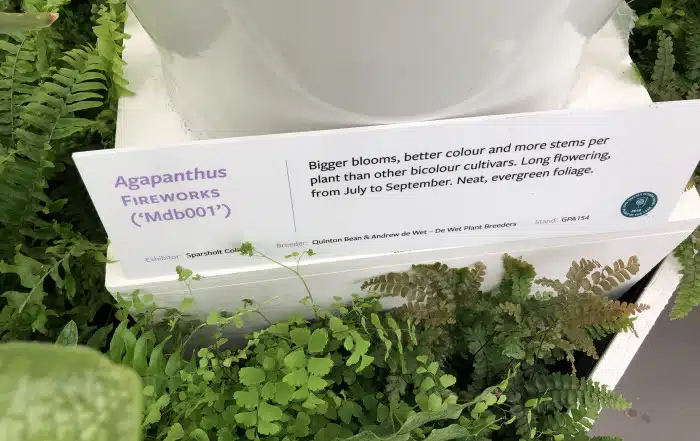 Agapanthus
FIREWORKS
('Mdb001')
Bigger blooms, better colour and more stems per
plant than other bicolour cultivars. Long flowering,
from July to September. Neat, evergreen foliage.
Exhibitor: Sparsholt
Breeder: Quinton Bean & Andrew de Wet – De Wet Plant Breeders
Stand: GPA154